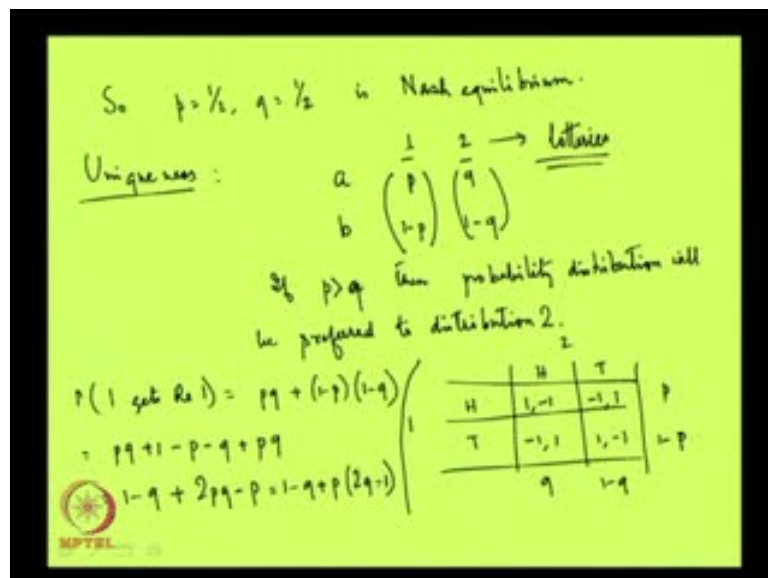 So p = 1/2, q = 1/2 is Nash equilibrium.
1 2 → lotteries
Uniqueness : a ( p ) ( q )
b ( 1-p ) ( 1-q )
If p > q then probability distribution will
be preferred to distribution 2.
P( 1 gets Re 1) = pq + (1-p)(1-q)
= pq + 1 - p - q + pq
1-q + 2pq - p = 1-q + p(2q-1)
2
H T
H 1,-1 -1,1 p
1
T -1,1 1,-1 1-p
q 1-q
NPTEL